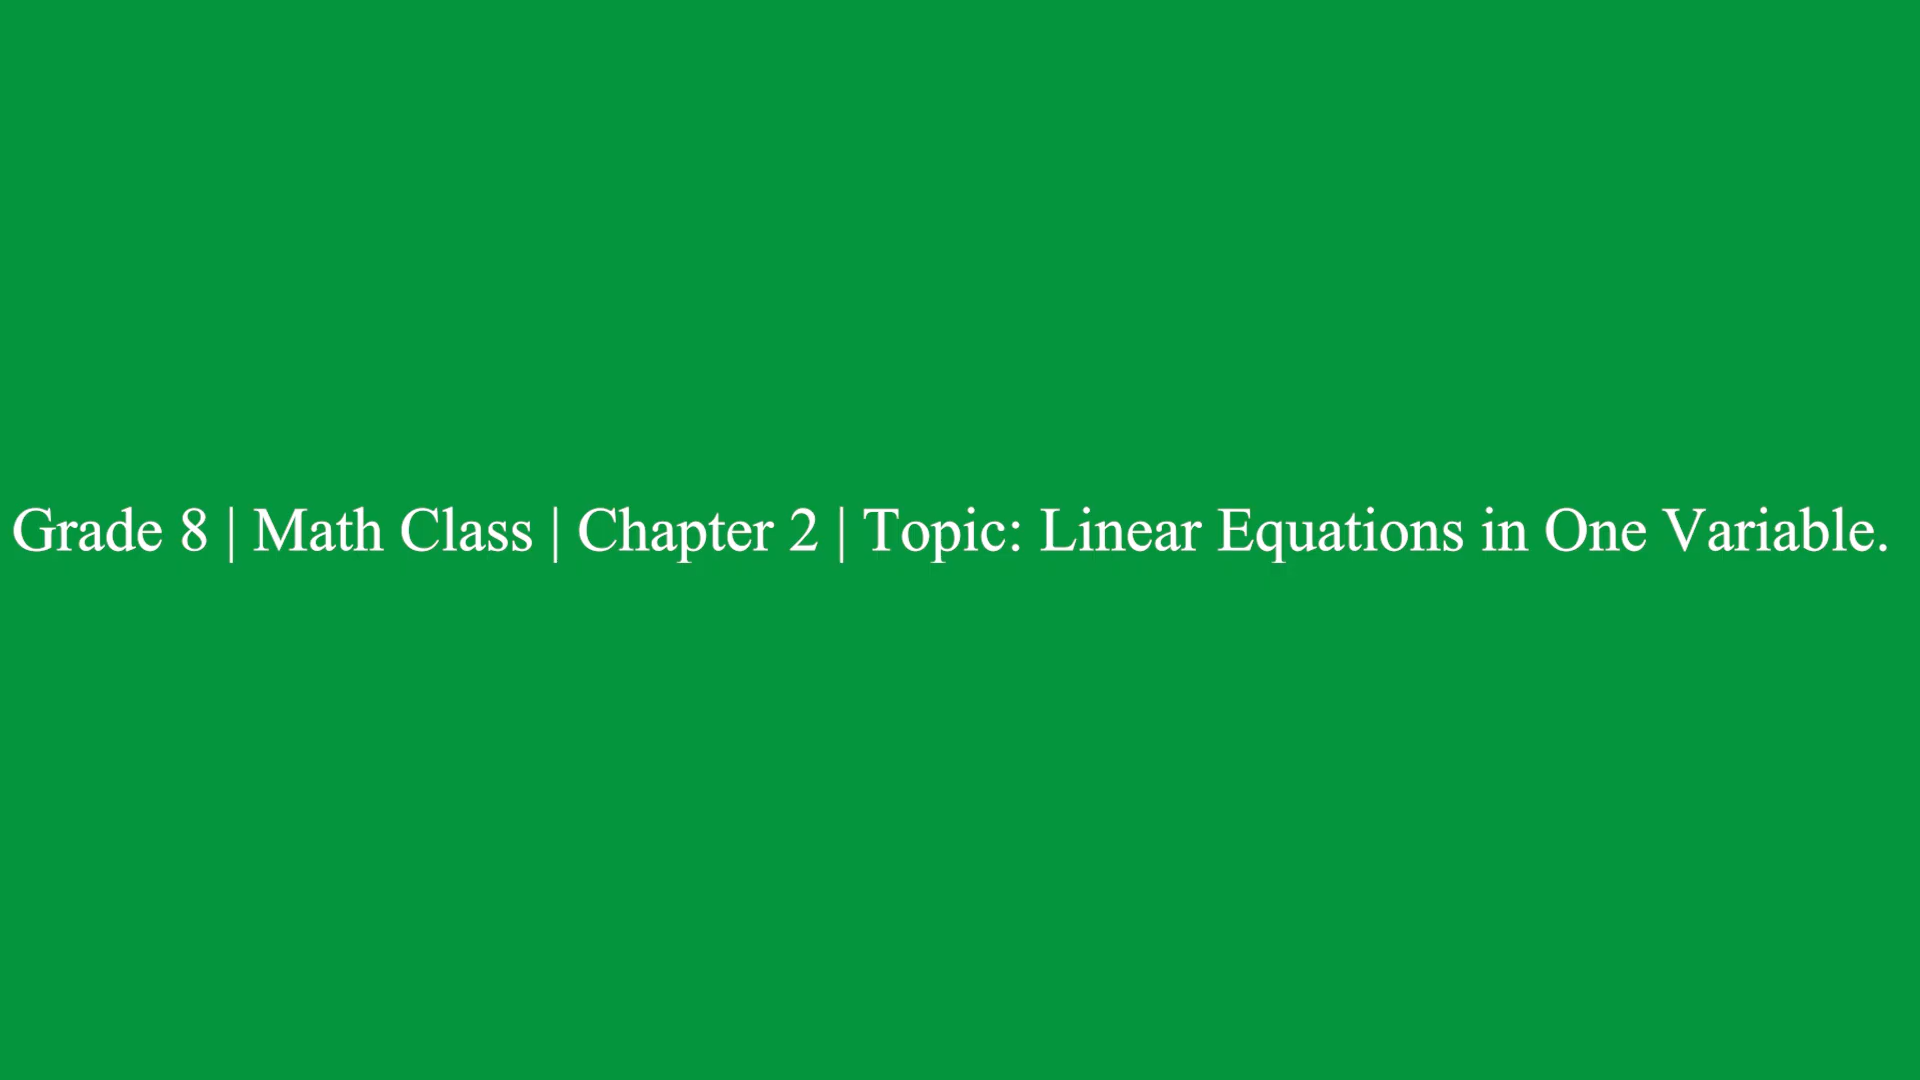 Grade 8 | Math Class | Chapter 2 | Topic: Linear Equations in One Variable.